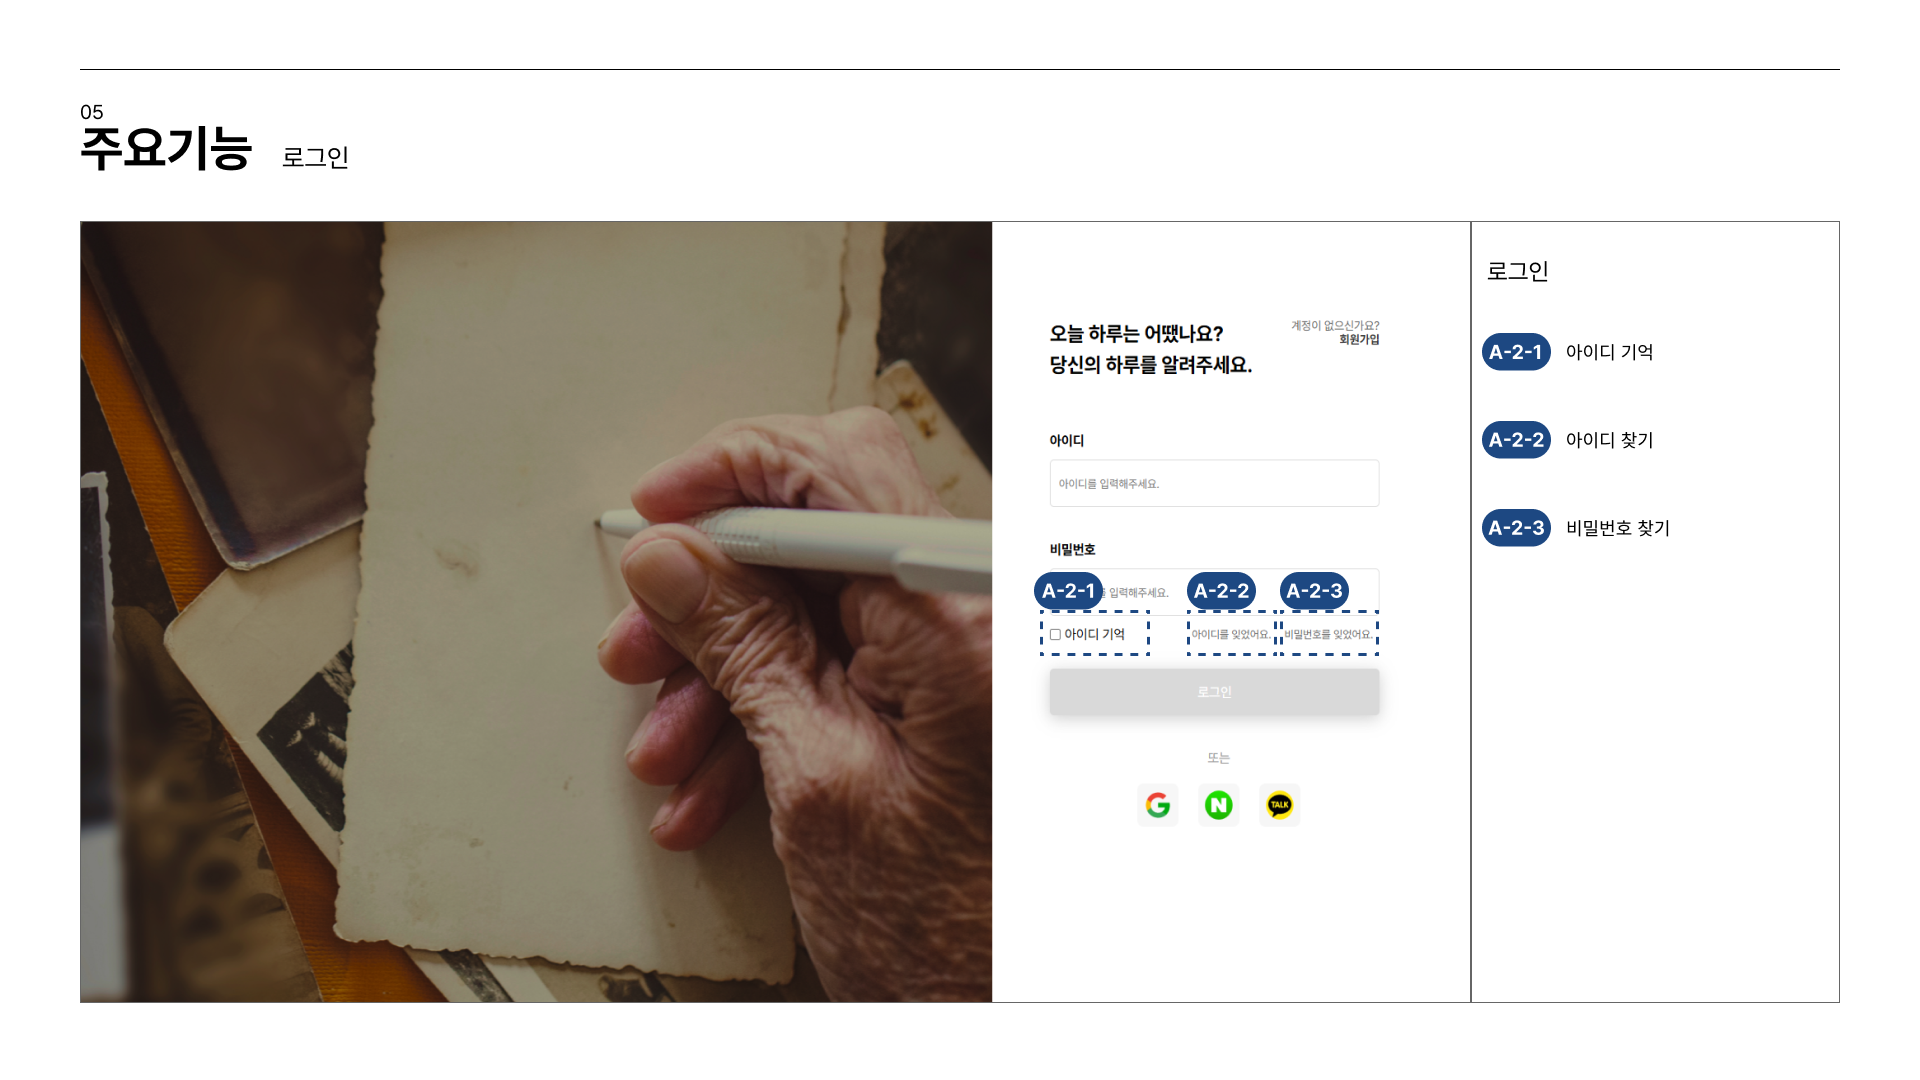 05
주요기능 로그인
오늘 하루는 어땠나요?
당신의 하루를 알려주세요.
계정이 없으신가요?
회원가입
아이디
아이디를 입력해주세요.
비밀번호
A-2-1 입력해주세요. A-2-2 A-2-3
아이디 기억 아이디를 잊었어요. 비밀번호를 잊었어요.
로그인
또는
G N TALK
로그인
A-2-1 아이디 기억
A-2-2 아이디 찾기
A-2-3 비밀번호 찾기